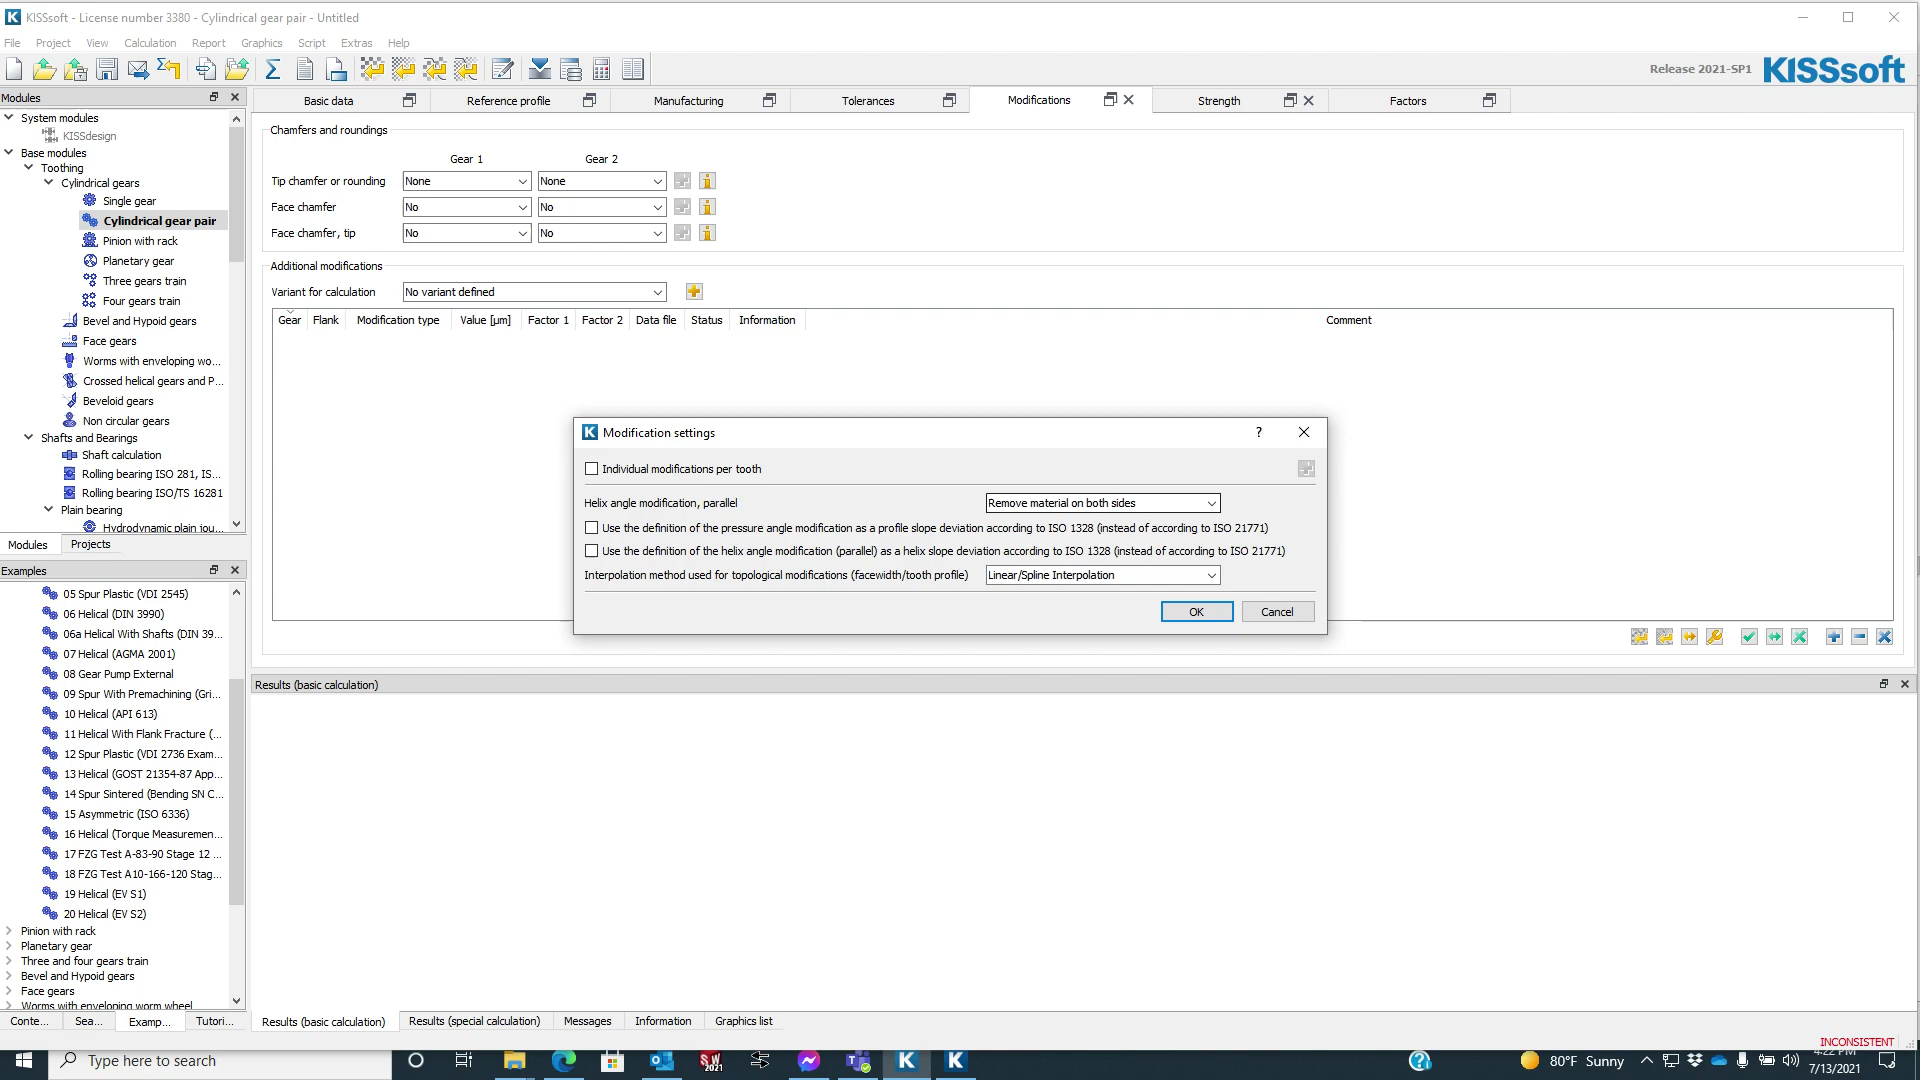 KISSsoft - License number 3380 - Cylindrical gear pair - Untitled
File Project View Calculation Report Graphics Script Extras Help
Release 2021-SP1 KISSsoft
Modules
System modules
KISSdesign
Base modules
Toothing
Cylindrical gears
Single gear
Cylindrical gear pair
Pinion with rack
Planetary gear
Three gears train
Four gears train
Bevel and Hypoid gears
Face gears
Worms with enveloping wo...
Crossed helical gears and P...
Beveloid gears
Non circular gears
Shafts and Bearings
Shaft calculation
Rolling bearing ISO 281, IS...
Rolling bearing ISO/TS 16281
Plain bearing
Hydrodynamic plain jou...
Modules Projects
Examples
05 Spur Plastic (VDI 2545)
06 Helical (DIN 3990)
06a Helical With Shafts (DIN 39...
07 Helical (AGMA 2001)
08 Gear Pump External
09 Spur With Premachining (Gri...
10 Helical (API 613)
11 Helical With Flank Fracture (...
12 Spur Plastic (VDI 2736 Exam...
13 Helical (GOST 21354-87 App...
14 Spur Sintered (Bending SN C...
15 Asymmetric (ISO 6336)
16 Helical (Torque Measuremen...
17 FZG Test A-83-90 Stage 12 ...
18 FZG Test A10-166-120 Stag...
19 Helical (EV S1)
20 Helical (EV S2)
Pinion with rack
Planetary gear
Three and four gears train
Bevel and Hypoid gears
Face gears
Worms with enveloping worm wheel
Conte... Sea... Examp... Tutori...
Basic data Reference profile Manufacturing Tolerances Modifications Strength Factors
Chamfers and roundings
Gear 1 Gear 2
Tip chamfer or rounding None None
Face chamfer No No
Face chamfer, tip No No
Additional modifications
Variant for calculation No variant defined
Gear Flank Modification type Value [µm] Factor 1 Factor 2 Data file Status Information Comment
Modification settings ?
Individual modifications per tooth
Helix angle modification, parallel Remove material on both sides
Use the definition of the pressure angle modification as a profile slope deviation according to ISO 1328 (instead of according to ISO 21771)
Use the definition of the helix angle modification (parallel) as a helix slope deviation according to ISO 1328 (instead of according to ISO 21771)
Interpolation method used for topological modifications (facewidth/tooth profile) Linear/Spline Interpolation
OK Cancel
Results (basic calculation)
Results (basic calculation) Results (special calculation) Messages Information Graphics list
INCONSISTENT
Type here to search
80°F Sunny
4:22 PM
7/13/2021